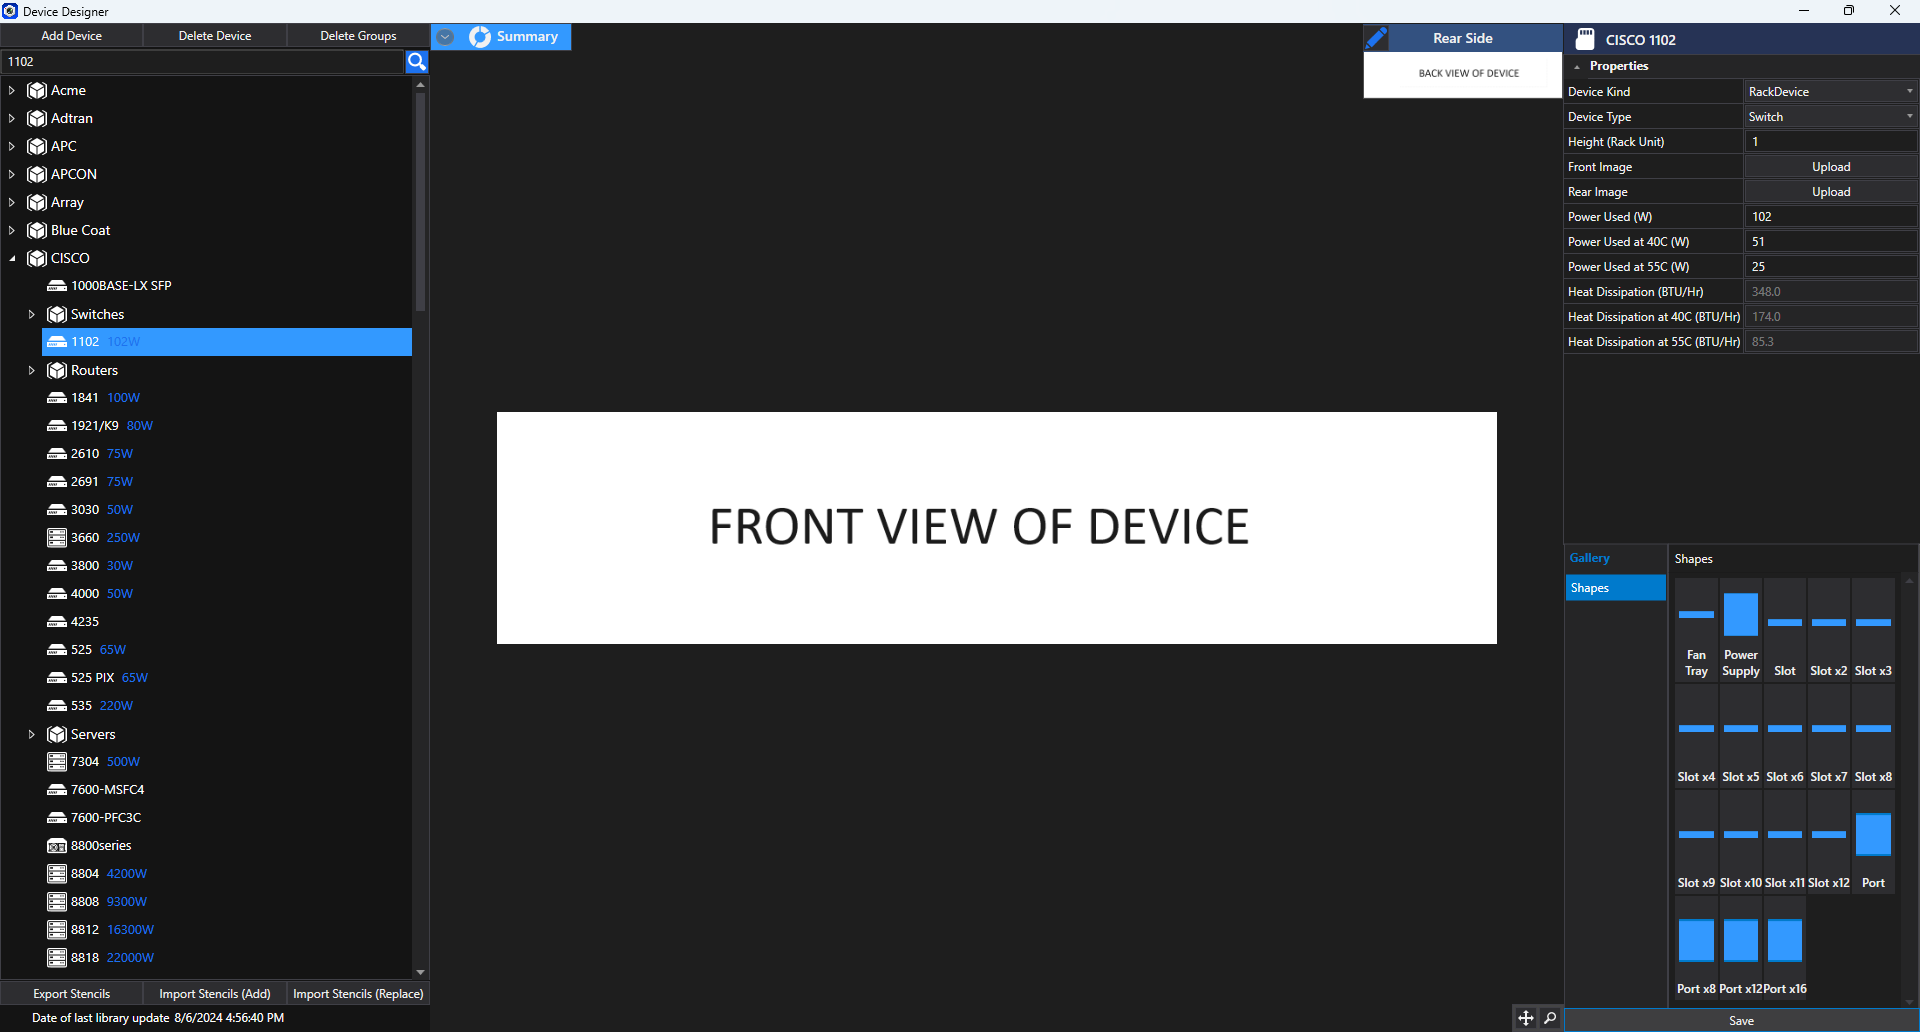 Device Designer
Add Device
Delete Device
Delete Groups
1102
Acme
Adtran
APC
APCON
Array
Blue Coat
CISCO
1000BASE-LX SFP
Switches
1102 102W
Routers
1841 100W
1921/K9 80W
2610 75W
2691 75W
3030 50W
3660 250W
3800 30W
4000 50W
4235
525 65W
525 PIX 65W
535 220W
Servers
7304 500W
7600-MSFC4
7600-PFC3C
8800series
8804 4200W
8808 9300W
8812 16300W
8818 22000W
Export Stencils
Import Stencils (Add)
Import Stencils (Replace)
Date of last library update 8/6/2024 4:56:40 PM
Summary
Rear Side
BACK VIEW OF DEVICE
FRONT VIEW OF DEVICE
CISCO 1102
Properties
Device Kind RackDevice
Device Type Switch
Height (Rack Unit) 1
Front Image Upload
Rear Image Upload
Power Used (W) 102
Power Used at 40C (W) 51
Power Used at 55C (W) 25
Heat Dissipation (BTU/Hr) 348.0
Heat Dissipation at 40C (BTU/Hr) 174.0
Heat Dissipation at 55C (BTU/Hr) 85.3
Gallery
Shapes
Shapes
Fan
Tray
Power
Supply
Slot
Slot x2
Slot x3
Slot x4
Slot x5
Slot x6
Slot x7
Slot x8
Slot x9
Slot x10
Slot x11
Slot x12
Port
Port x8
Port x12
Port x16
Save